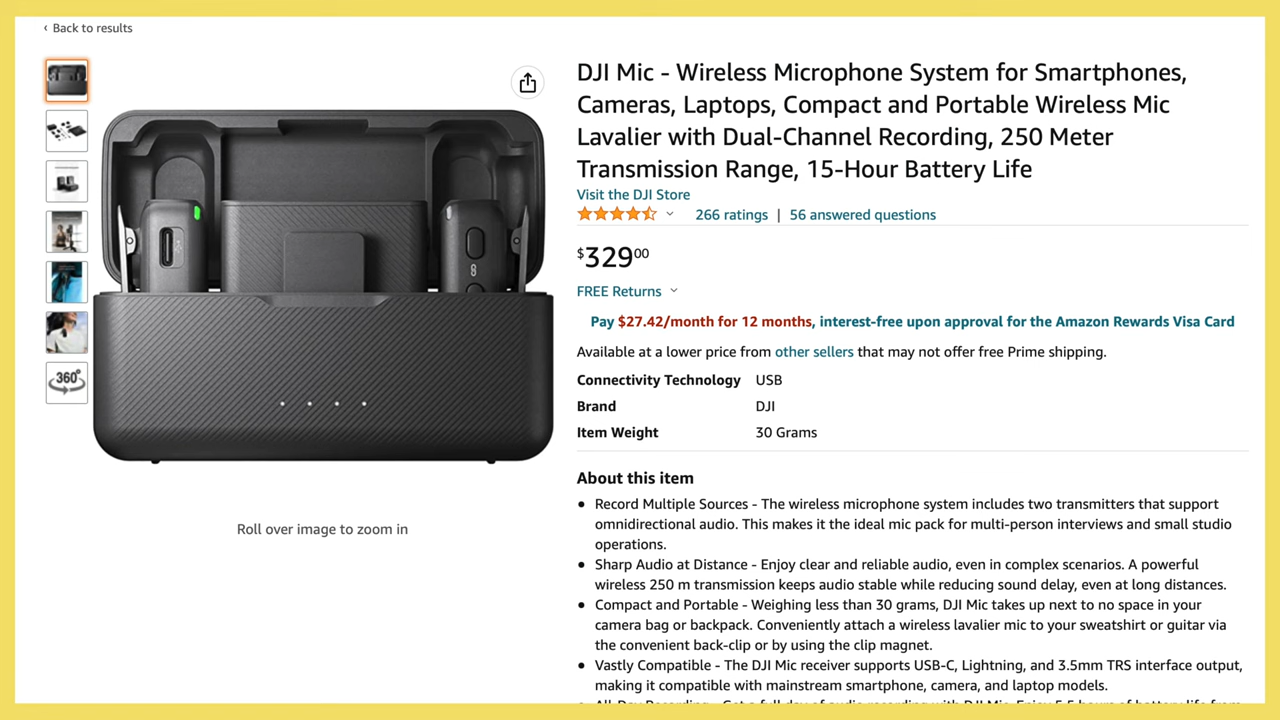 ‹ Back to results
DJI Mic - Wireless Microphone System for Smartphones,
Cameras, Laptops, Compact and Portable Wireless Mic
Lavalier with Dual-Channel Recording, 250 Meter
Transmission Range, 15-Hour Battery Life
Visit the DJI Store
266 ratings | 56 answered questions
$32900
FREE Returns
Pay $27.42/month for 12 months, interest-free upon approval for the Amazon Rewards Visa Card
Available at a lower price from other sellers that may not offer free Prime shipping.
Connectivity Technology USB
Brand DJI
Item Weight 30 Grams
360°
Roll over image to zoom in
About this item
• Record Multiple Sources - The wireless microphone system includes two transmitters that support
omnidirectional audio. This makes it the ideal mic pack for multi-person interviews and small studio
operations.
• Sharp Audio at Distance - Enjoy clear and reliable audio, even in complex scenarios. A powerful
wireless 250 m transmission keeps audio stable while reducing sound delay, even at long distances.
• Compact and Portable - Weighing less than 30 grams, DJI Mic takes up next to no space in your
camera bag or backpack. Conveniently attach a wireless lavalier mic to your sweatshirt or guitar via
the convenient back-clip or by using the clip magnet.
• Vastly Compatible - The DJI Mic receiver supports USB-C, Lightning, and 3.5mm TRS interface output,
making it compatible with mainstream smartphone, camera, and laptop models.